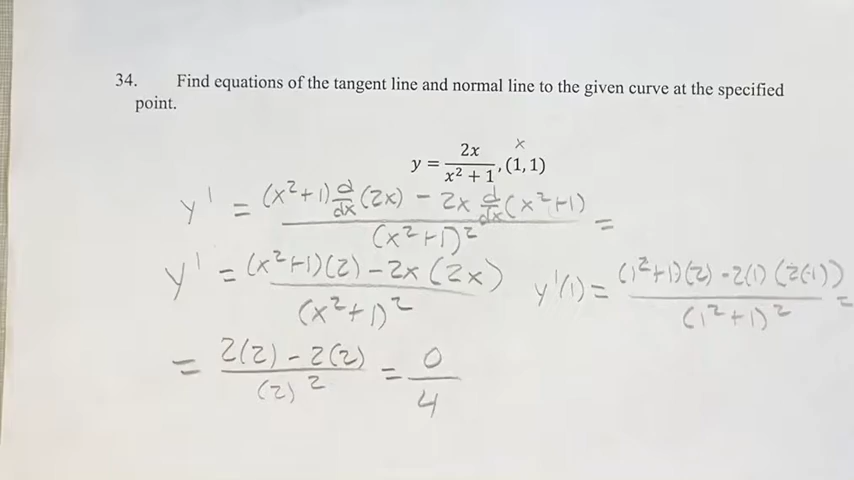 34. Find equations of the tangent line and normal line to the given curve at the specified
point.
x
y = 2x / (x² + 1), (1, 1)
y' = ((x²+1) d/dx (2x) - 2x d/dx (x²+1)) / (x²+1)² =
y' = ((x²+1)(2) - 2x(2x)) / (x²+1)²
y'(1) = ((1²+1)(2) - 2(1)(2(1))) / (1²+1)² =
= (2(2) - 2(2)) / (2)² = 0/4